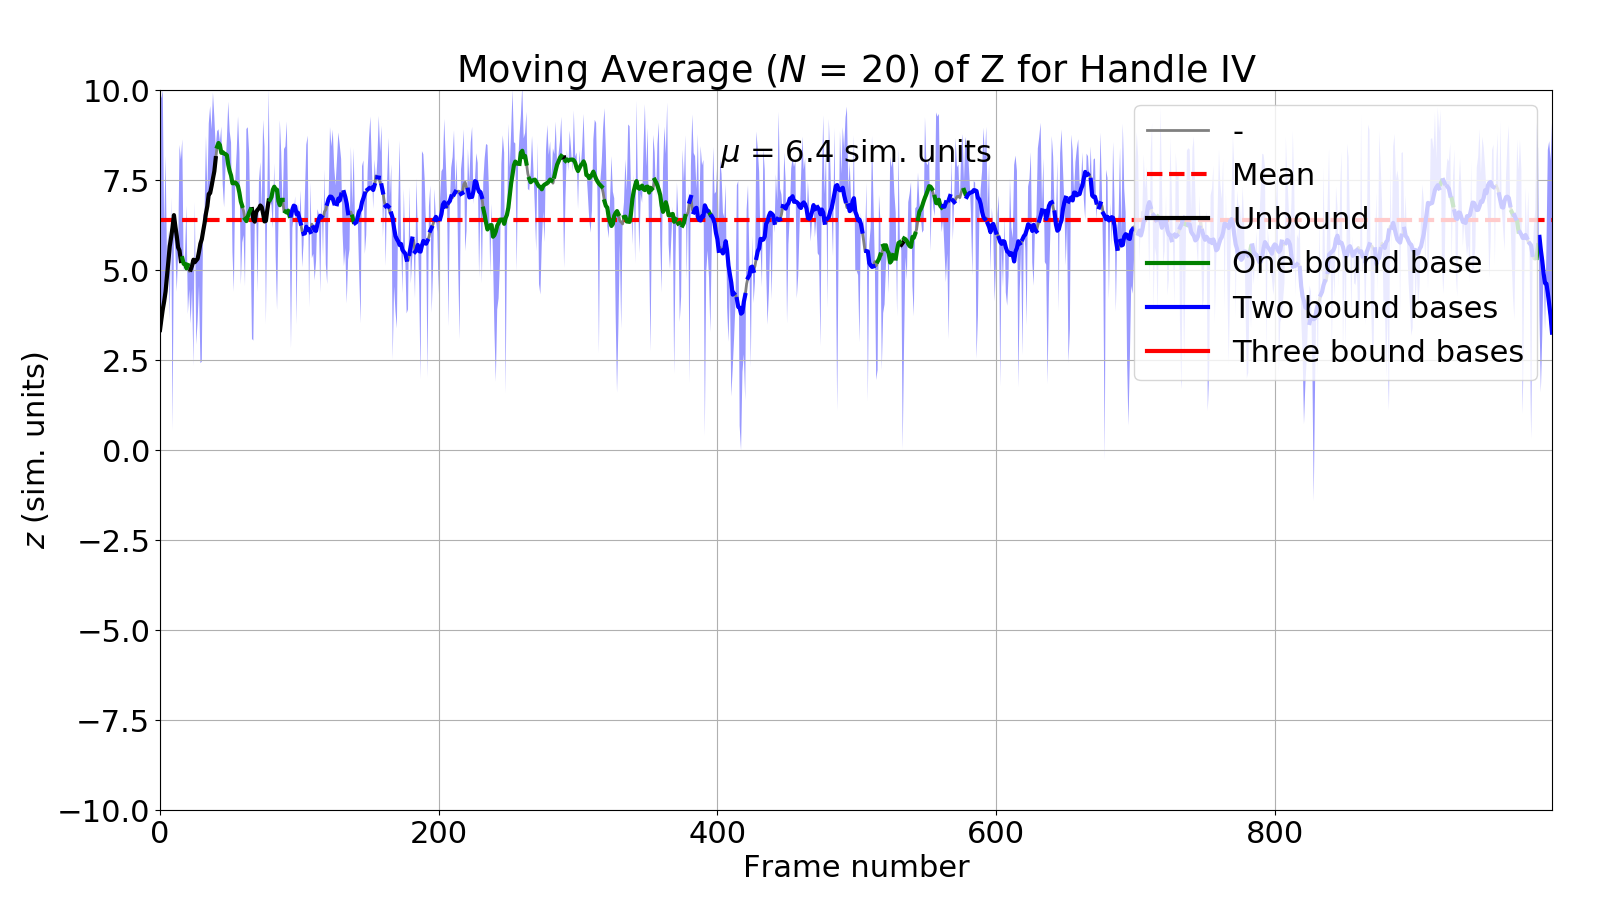 Moving Average (N = 20) of Z for Handle IV
z (sim. units)
10.0
7.5
5.0
2.5
0.0
−2.5
−5.0
−7.5
−10.0
μ = 6.4 sim. units
-
Mean
Unbound
One bound base
Two bound bases
Three bound bases
0 200 400 600 800
Frame number